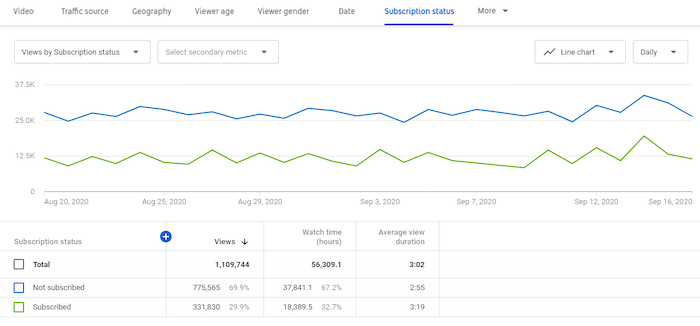 Video Traffic source Geography Viewer age Viewer gender Date Subscription status More
Views by Subscription status Select secondary metric Line chart Daily
37.5K
25.0K
12.5K
0
Aug 20, 2020 Aug 25, 2020 Aug 29, 2020 Sep 3, 2020 Sep 7, 2020 Sep 12, 2020 Sep 16, 2020
Subscription status Views Watch time (hours) Average view duration
Total 1,109,744 56,309.1 3:02
Not subscribed 775,565 69.9% 37,841.1 67.2% 2:55
Subscribed 331,830 29.9% 18,389.5 32.7% 3:19